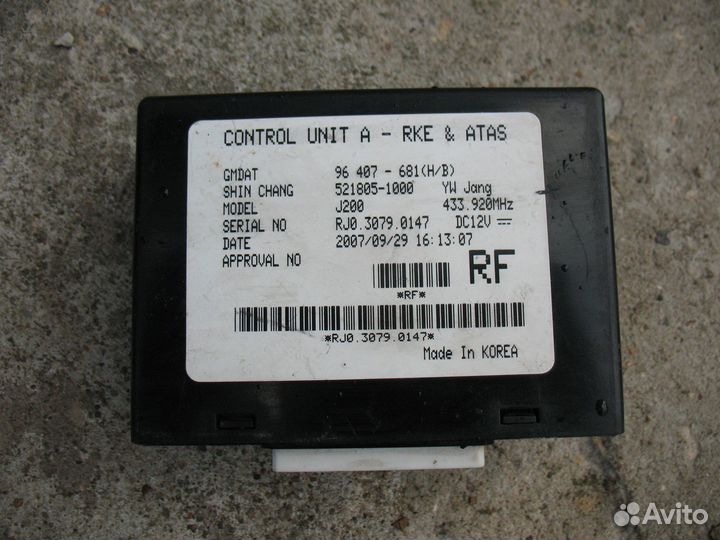 CONTROL UNIT A - RKE & ATAS
GMDAT 96 407 - 681(H/B)
SHIN CHANG 521805-1000 YW Jang
MODEL J200 433.920MHz
SERIAL NO RJ0.3079.0147 DC12V
DATE 2007/09/29 16:13:07
APPROVAL NO
RF
*RF*
*RJ0.3079.0147*
Made In KOREA
Avito